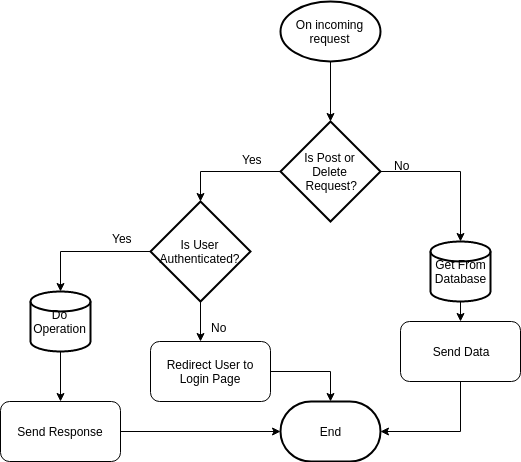 On incoming
request
Is Post or
Delete
Request?
Yes
No
Is User
Authenticated?
Yes
No
Get From
Database
Do
Operation
Redirect User to
Login Page
Send Data
Send Response
End